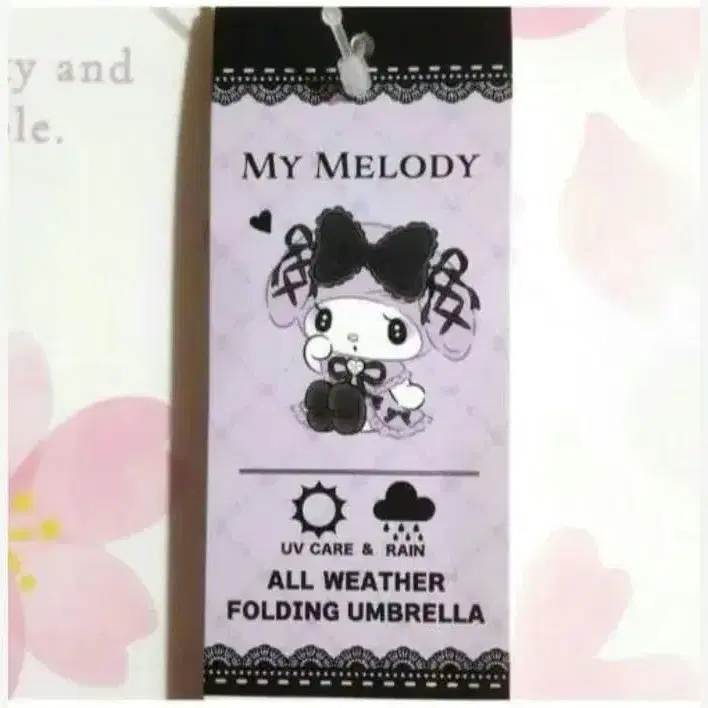 y and
le.
MY MELODY
UV CARE & RAIN
ALL WEATHER
FOLDING UMBRELLA